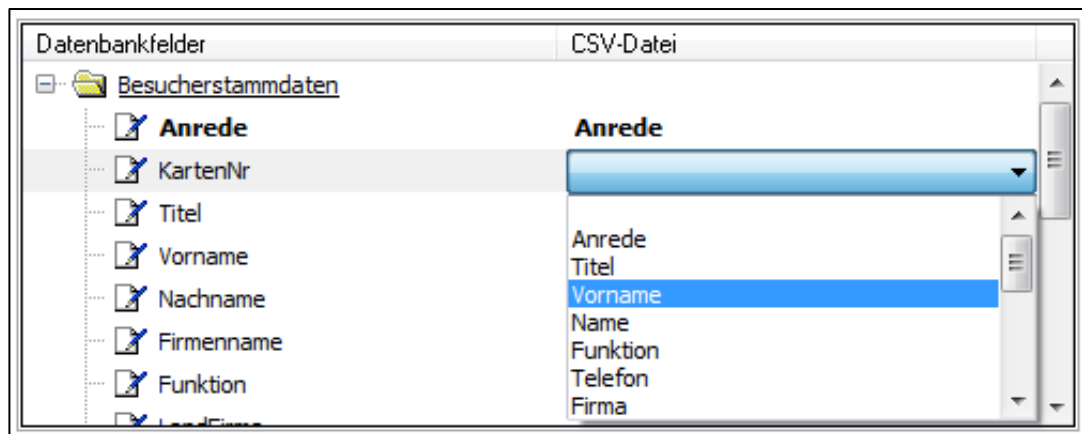 Datenbankfelder CSV-Datei
Besucherstammdaten
Anrede Anrede
KartenNr
Titel
Vorname
Nachname
Firmenname
Funktion
Anrede
Titel
Vorname
Name
Funktion
Telefon
Firma